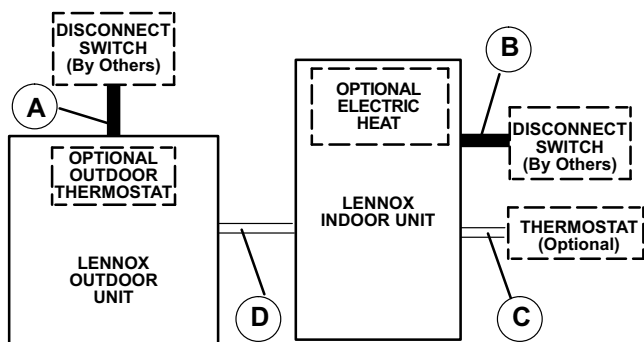 DISCONNECT
SWITCH
(By Others)
A
OPTIONAL
OUTDOOR
THERMOSTAT
LENNOX
OUTDOOR
UNIT
D
OPTIONAL
ELECTRIC
HEAT
LENNOX
INDOOR UNIT
B
DISCONNECT
SWITCH
(By Others)
THERMOSTAT
(Optional)
C